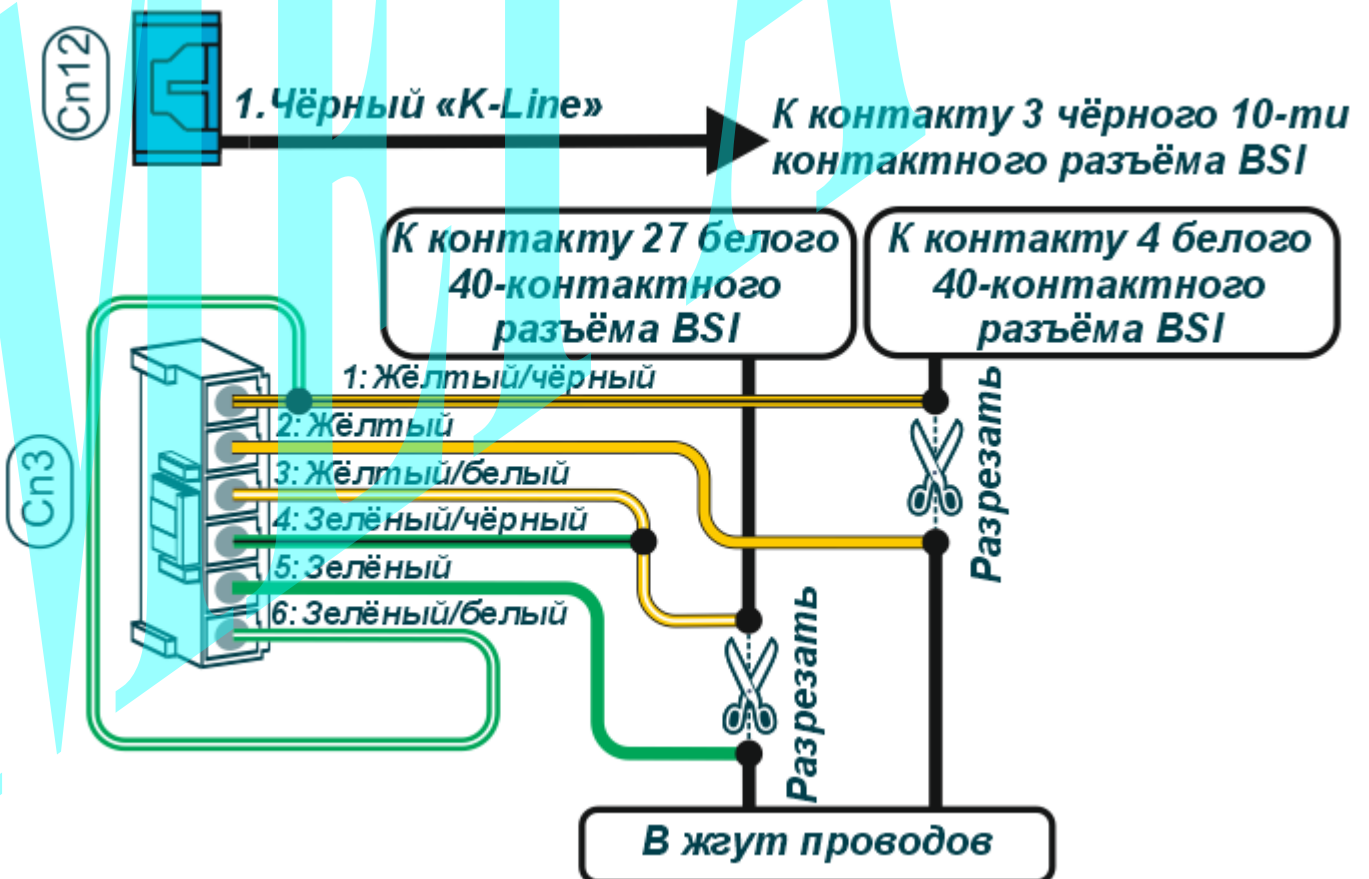 Cn12
1.Чёрный «K-Line»
К контакту 3 чёрного 10-ти
контактного разъёма BSI
К контакту 27 белого
40-контактного
разъёма BSI
К контакту 4 белого
40-контактного
разъёма BSI
Cn3
1: Жёлтый/чёрный
2: Жёлтый
3: Жёлтый/белый
4: Зелёный/чёрный
5: Зелёный
6: Зелёный/белый
Разрезать
Разрезать
В жгут проводов